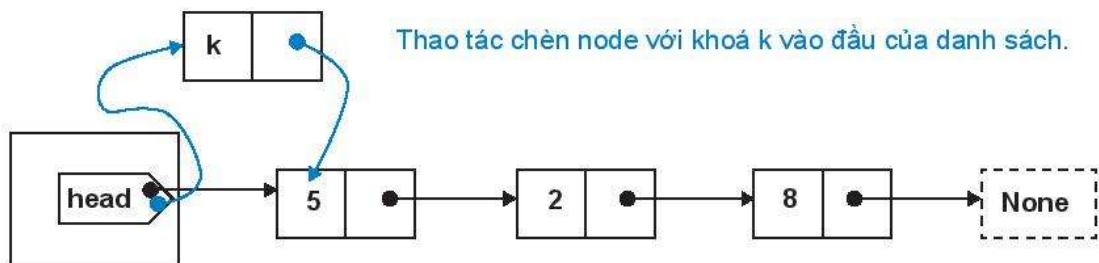 k
Thao tác chèn node với khoá k vào đầu của danh sách.
head
5
2
8
None